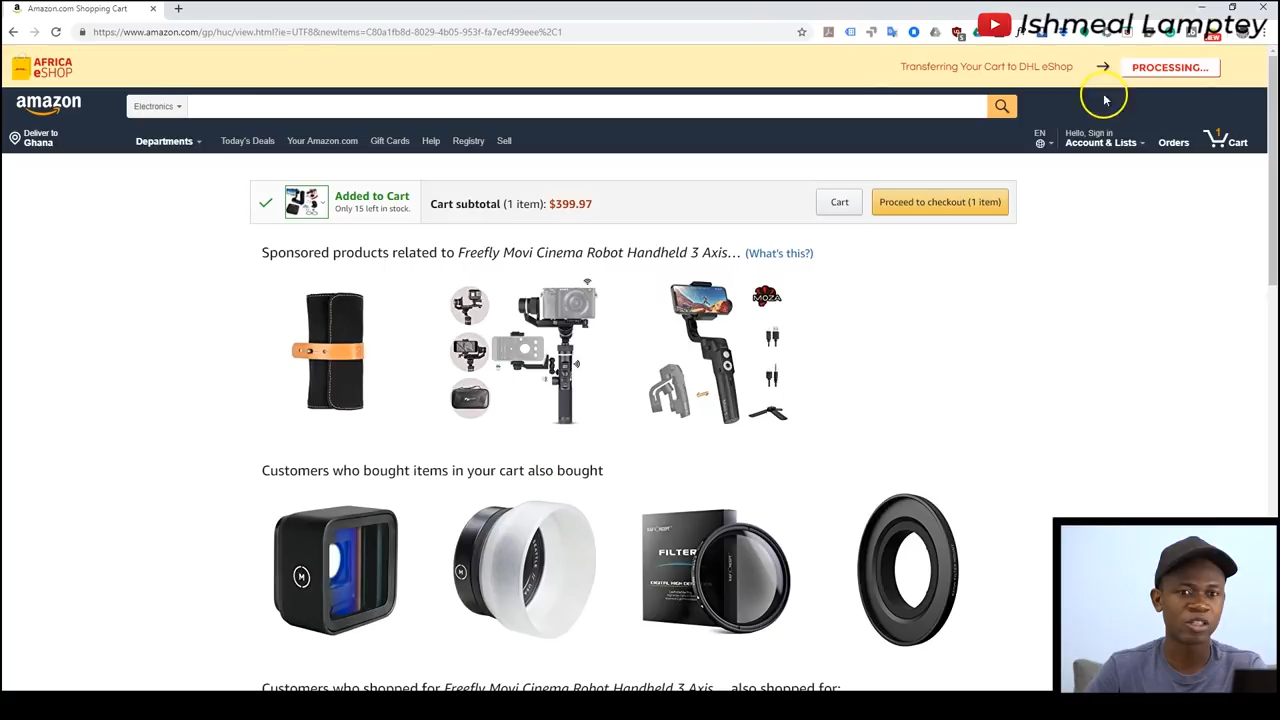 Amazon.com Shopping Cart
Ishmeal Lamptey
https://www.amazon.com/gp/huc/view.html?ie=UTF8&newItems=C80a1fb8d-8029-4b05-953f-fa7ecf499eee%2C1
AFRICA
eSHOP
Transferring Your Cart to DHL eShop
PROCESSING...
amazon
Electronics
Deliver to
Ghana
Departments
Today's Deals
Your Amazon.com
Gift Cards
Help
Registry
Sell
EN
Hello, Sign in
Account & Lists
Orders
1
Cart
Added to Cart
Only 15 left in stock.
Cart subtotal (1 item): $399.97
Cart
Proceed to checkout (1 item)
Sponsored products related to Freefly Movi Cinema Robot Handheld 3 Axis… (What's this?)
MOZA
Customers who bought items in your cart also bought
M
M
FILTER
Customers who shopped for Freefly Movi Cinema Robot Handheld 3 Axis… also shopped for: